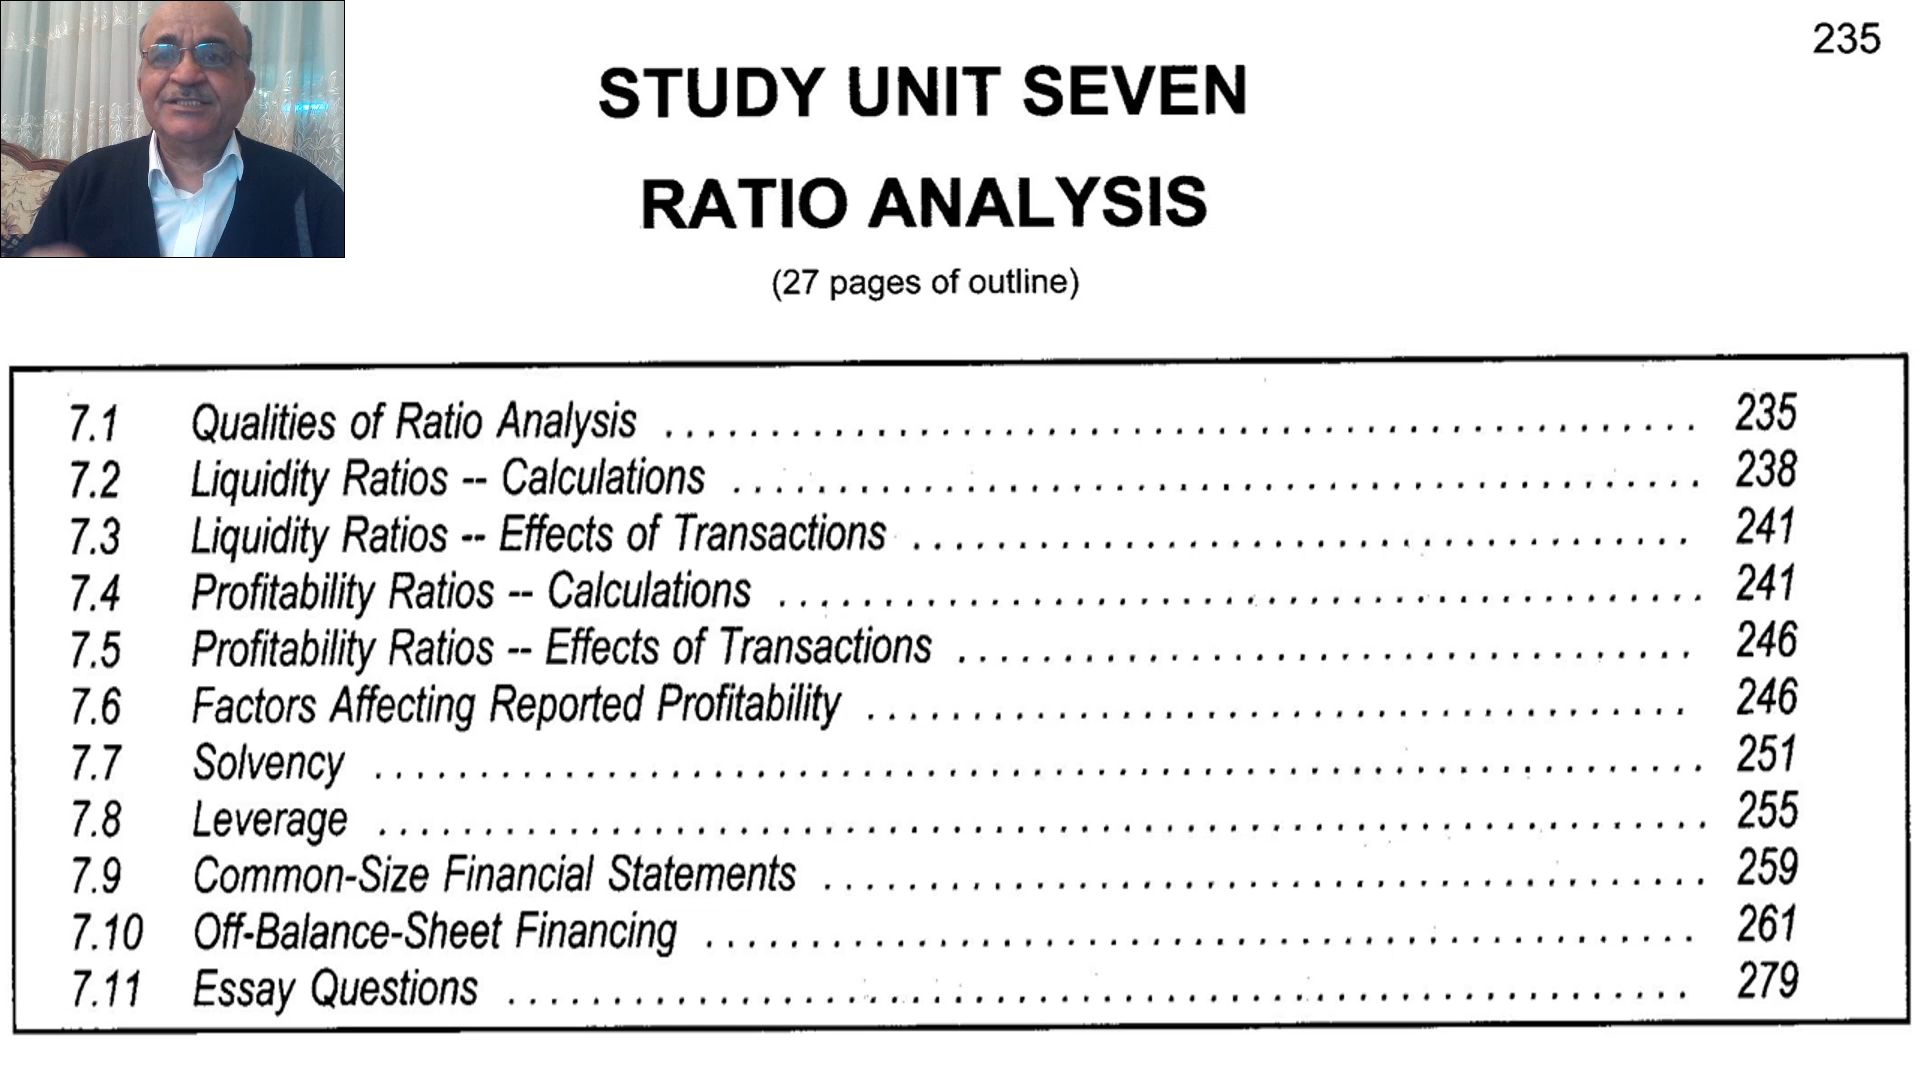 235
STUDY UNIT SEVEN
RATIO ANALYSIS
(27 pages of outline)
7.1 Qualities of Ratio Analysis . . . . . . . . . . . . . . . . . . . . . . . . . . . . . . 235
7.2 Liquidity Ratios -- Calculations . . . . . . . . . . . . . . . . . . . . . . . . . . . . . . 238
7.3 Liquidity Ratios -- Effects of Transactions . . . . . . . . . . . . . . . . . . . . . . . . . . . . . . 241
7.4 Profitability Ratios -- Calculations . . . . . . . . . . . . . . . . . . . . . . . . . . . . . . 241
7.5 Profitability Ratios -- Effects of Transactions . . . . . . . . . . . . . . . . . . . . . . . . . . . . 246
7.6 Factors Affecting Reported Profitability . . . . . . . . . . . . . . . . . . . . . . . . . . . . . . 246
7.7 Solvency . . . . . . . . . . . . . . . . . . . . . . . . . . . . . . 251
7.8 Leverage . . . . . . . . . . . . . . . . . . . . . . . . . . . . . . 255
7.9 Common-Size Financial Statements . . . . . . . . . . . . . . . . . . . . . . . . . . . . . . 259
7.10 Off-Balance-Sheet Financing . . . . . . . . . . . . . . . . . . . . . . . . . . . . . . 261
7.11 Essay Questions . . . . . . . . . . . . . . . . . . . . . . . . . . . . . . 279